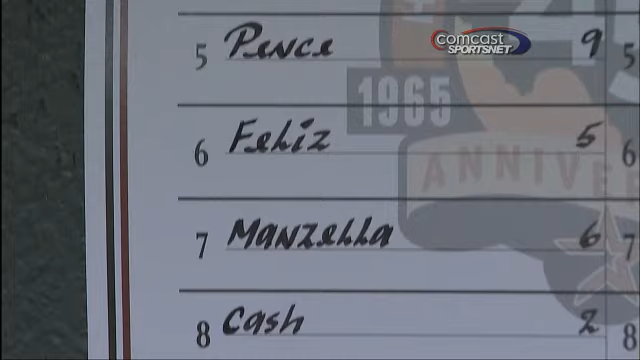 5 Pence 9 5
comcast
SPORTSNET
1965
6 Feliz 5 6
ANNIVE
7 Manzella 6 7
8 Cash 2 8